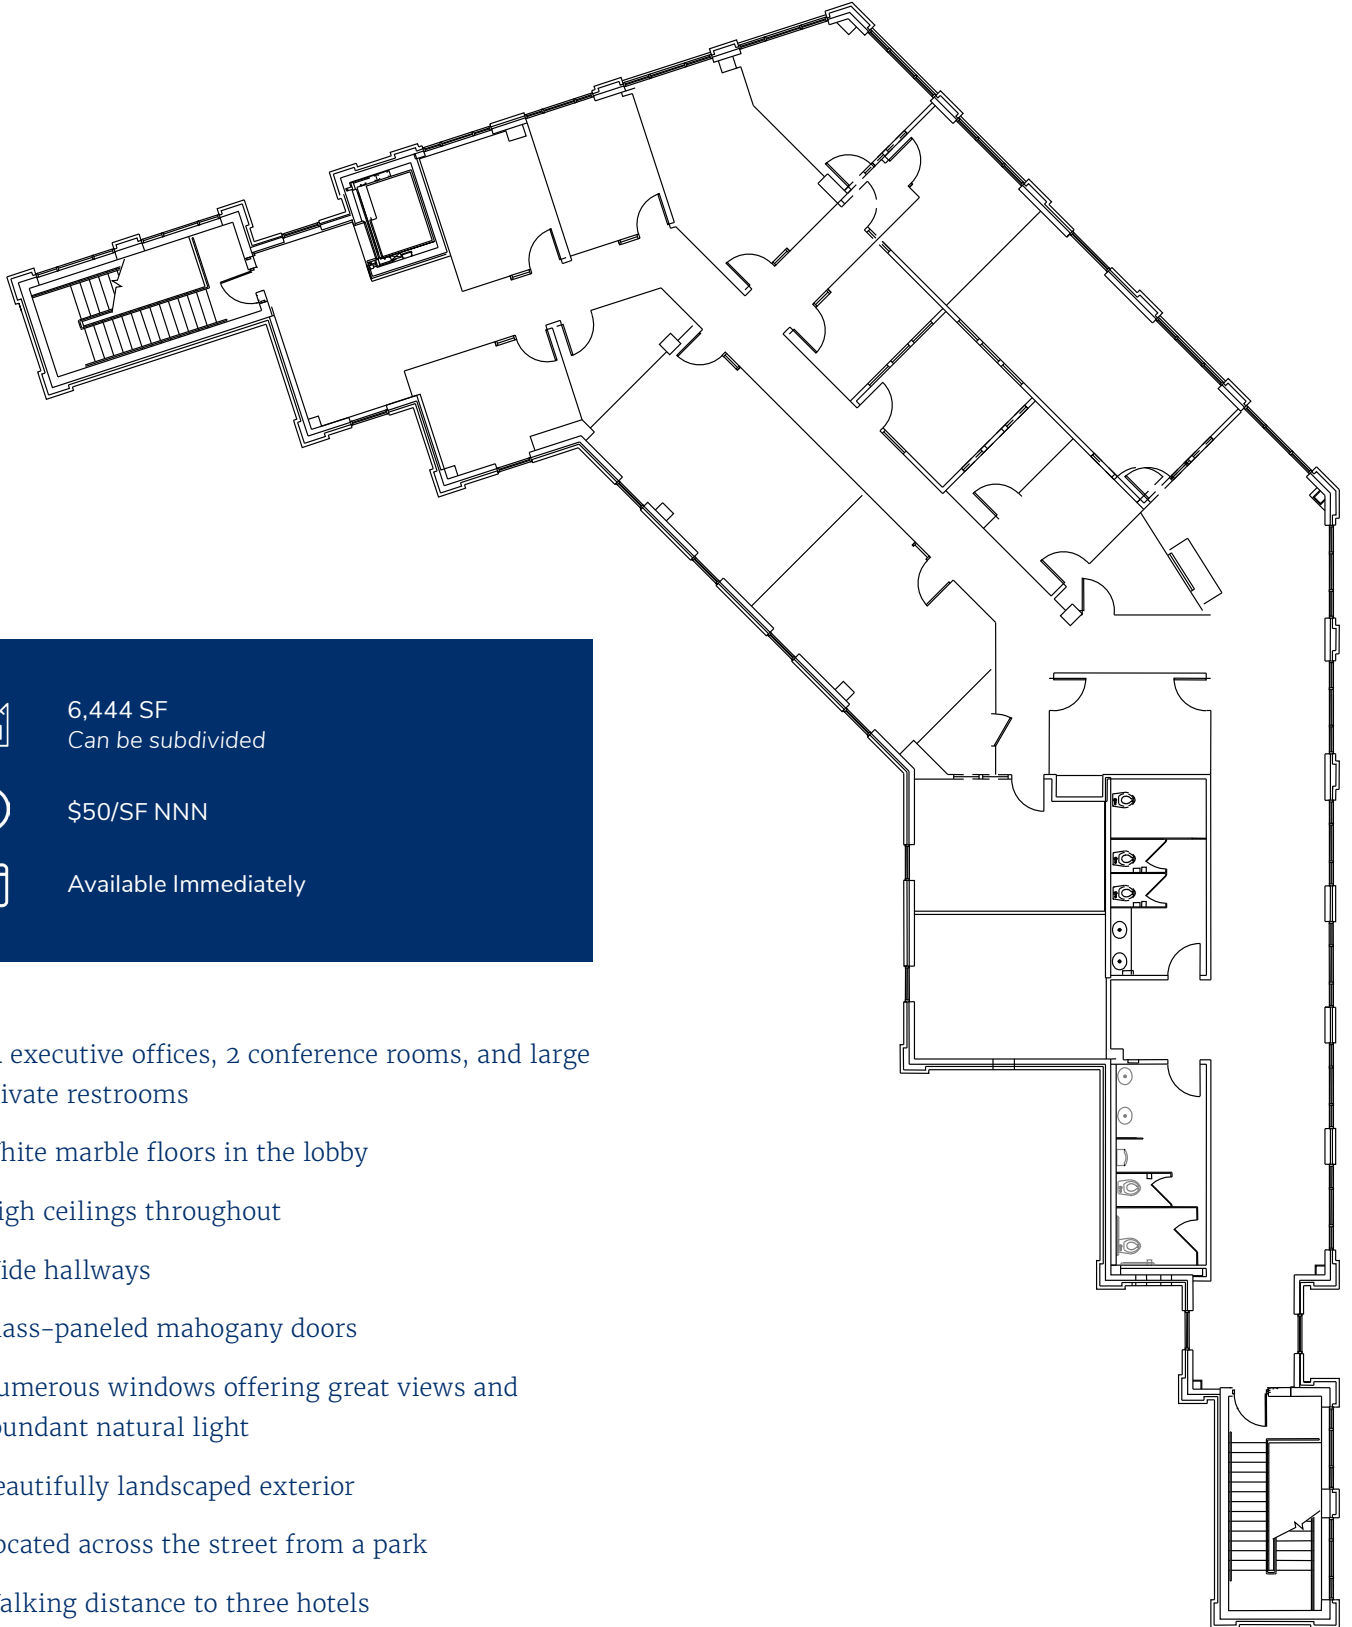 6,444 SF
Can be subdivided
$50/SF NNN
Available Immediately
executive offices, 2 conference rooms, and large
ivate restrooms
hite marble floors in the lobby
igh ceilings throughout
ide hallways
lass-paneled mahogany doors
umerous windows offering great views and
oundant natural light
eautifully landscaped exterior
ocated across the street from a park
alking distance to three hotels